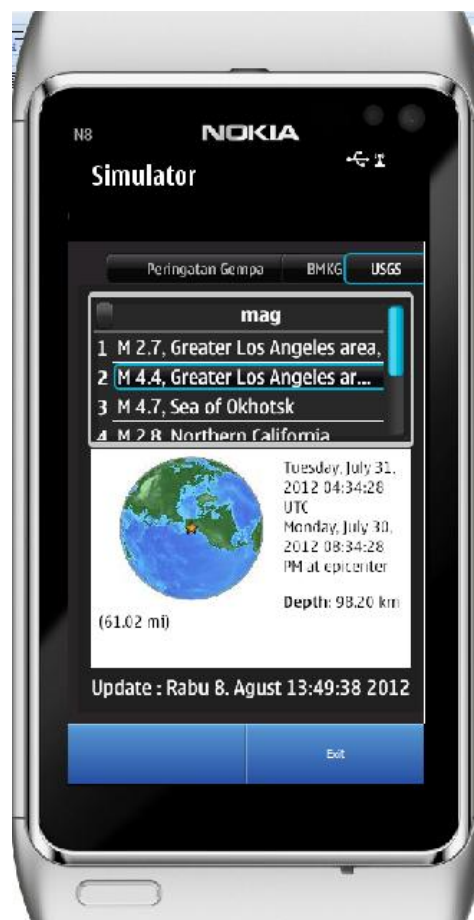 N8
NOKIA
Simulator
Peringatan Gempa BMKG USGS
mag
1 M 2.7, Greater Los Angeles area,
2 M 4.4, Greater Los Angeles ar...
3 M 4.7, Sea of Okhotsk
4 M 2.8, Northern California
Tuesday, July 31,
2012 04:34:28
UTC
Monday, July 30,
2012 08:34:28
PM at epicenter
Depth: 98.20 km
(61.02 mi)
Update : Rabu 8. Agust 13:49:38 2012
Exit